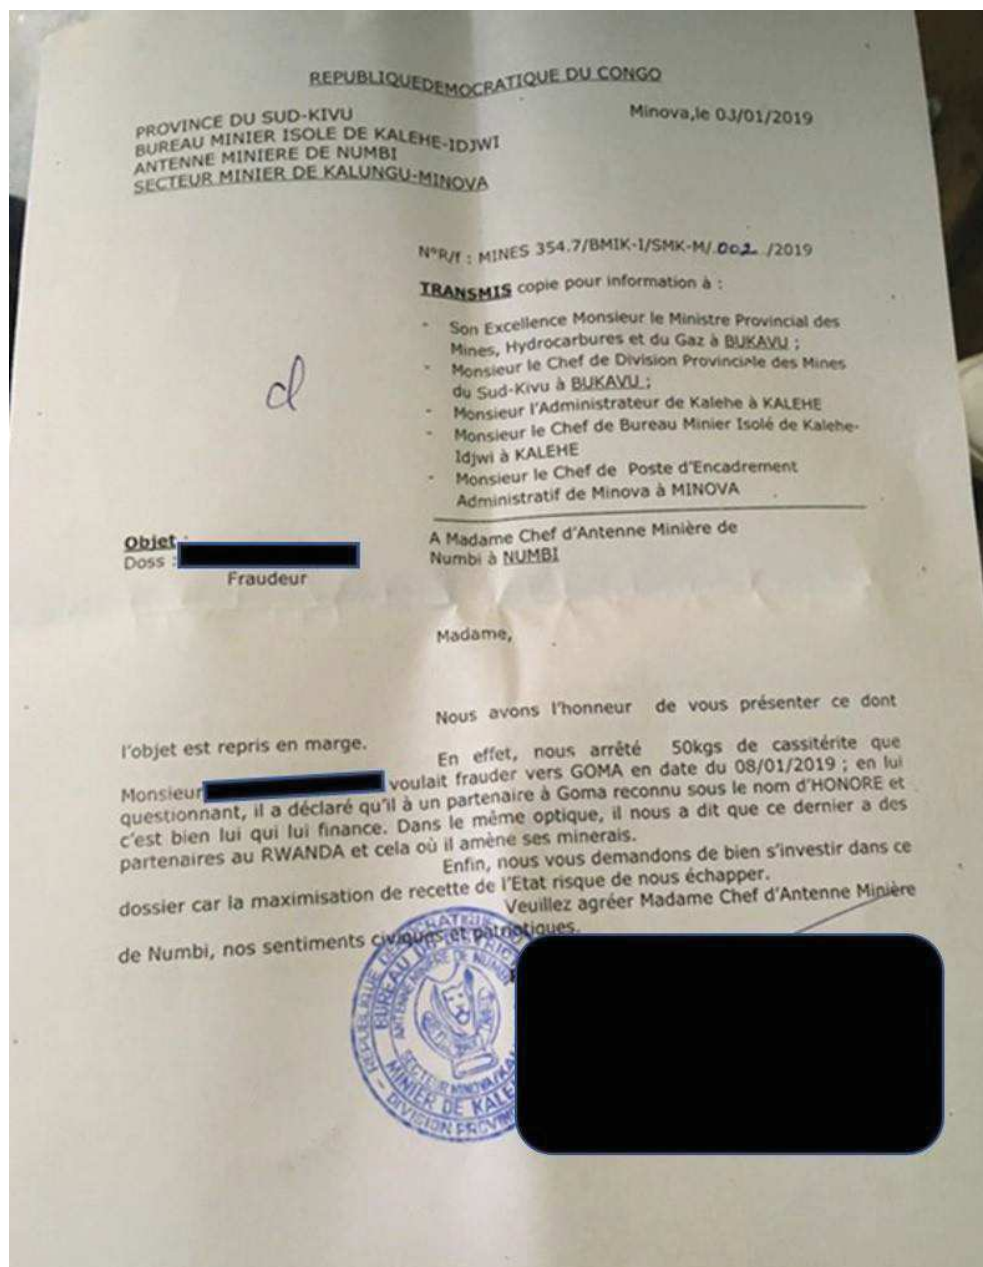 REPUBLIQUEDEMOCRATIQUE DU CONGO
Minova,le 03/01/2019
PROVINCE DU SUD-KIVU
BUREAU MINIER ISOLE DE KALEHE-IDJWI
ANTENNE MINIERE DE NUMBI
SECTEUR MINIER DE KALUNGU-MINOVA
N°R/f : MINES 354.7/BMIK-I/SMK-M/.002./2019
TRANSMIS copie pour information à :
- Son Excellence Monsieur le Ministre Provincial des
Mines, Hydrocarbures et du Gaz à BUKAVU ;
- Monsieur le Chef de Division Provinciale des Mines
du Sud-Kivu à BUKAVU ;
- Monsieur l'Administrateur de Kalehe à KALEHE
- Monsieur le Chef de Bureau Minier Isolé de Kalehe-
Idjwi à KALEHE
- Monsieur le Chef de Poste d'Encadrement
Administratif de Minova à MINOVA
d
A Madame Chef d'Antenne Minière de
Numbi à NUMBI
Objet :
Doss :
Fraudeur
Madame,
Nous avons l'honneur de vous présenter ce dont
l'objet est repris en marge.
En effet, nous arrêté 50kgs de cassitérite que
Monsieur voulait frauder vers GOMA en date du 08/01/2019 ; en lui
questionnant, il a déclaré qu'il à un partenaire à Goma reconnu sous le nom d'HONORE et
c'est bien lui qui lui finance. Dans le même optique, il nous a dit que ce dernier a des
partenaires au RWANDA et cela où il amène ses minerais.
Enfin, nous vous demandons de bien s'investir dans ce
dossier car la maximisation de recette de l'Etat risque de nous échapper.
Veuillez agréer Madame Chef d'Antenne Minière
de Numbi, nos sentiments civiques et patriotiques.
REPUBLIQUE
BUREAU
ANTENNE MINIERE DE NUMBI
SECTEUR MINOVA
MINIER DE KALE
DIVISION PROVIN